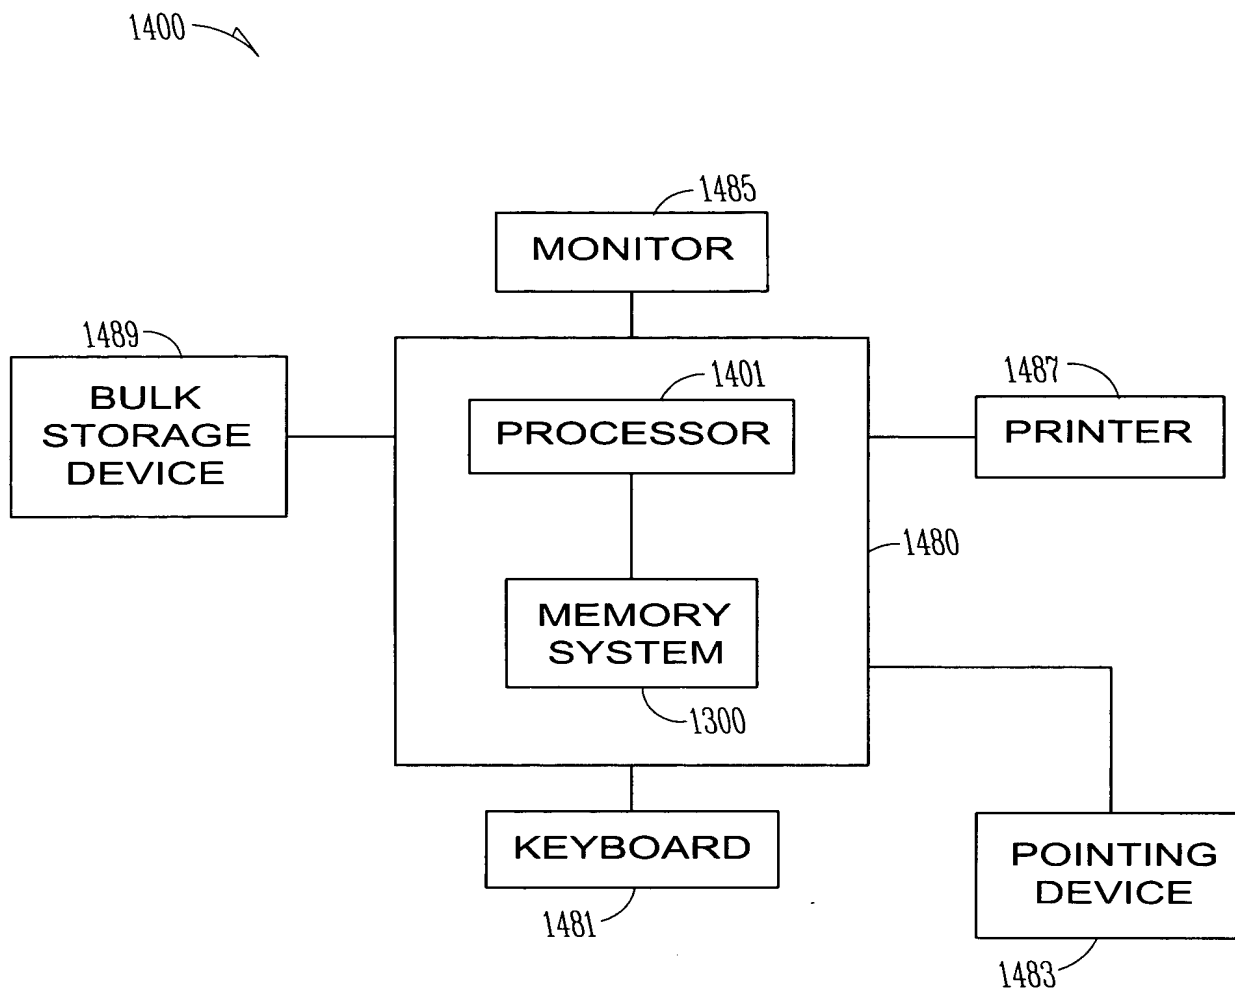 1400
1485
MONITOR
1489
BULK
STORAGE
DEVICE
1401
PROCESSOR
1487
PRINTER
1480
MEMORY
SYSTEM
1300
KEYBOARD
1481
POINTING
DEVICE
1483